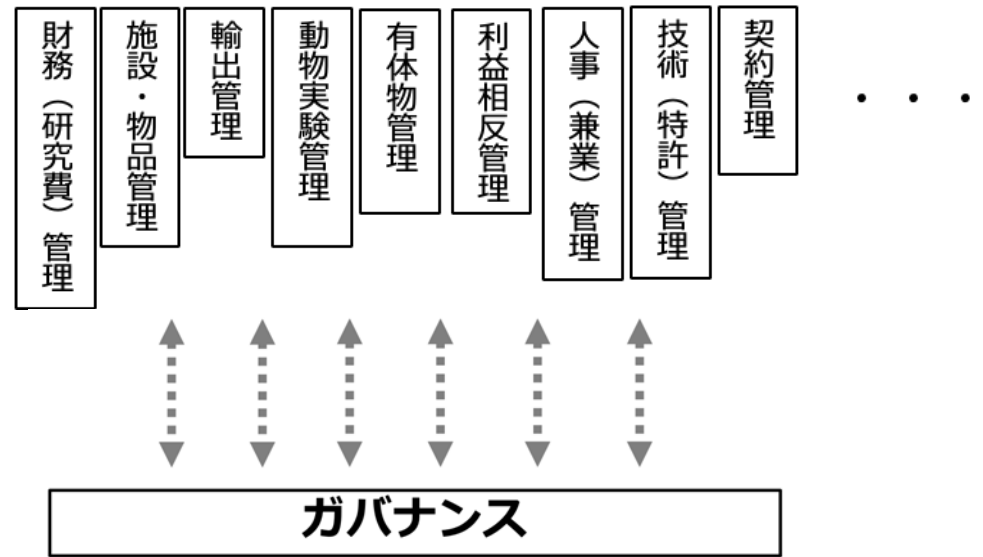 財務（研究費）管理
施設・物品管理
輸出管理
動物実験管理
有体物管理
利益相反管理
人事（兼業）管理
技術（特許）管理
契約管理
・・・
ガバナンス